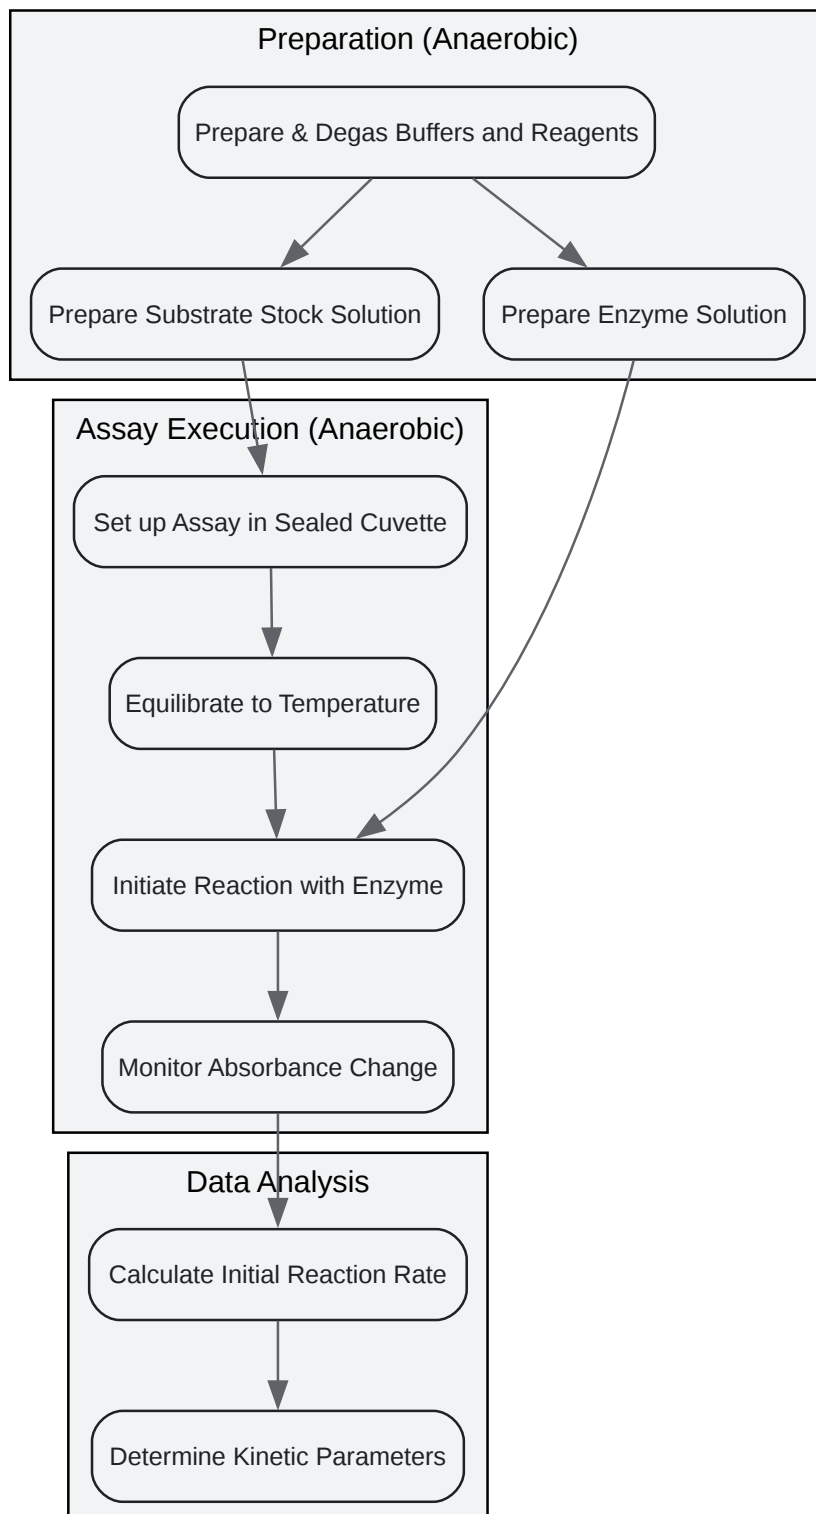 Preparation (Anaerobic)
Prepare & Degas Buffers and Reagents
Prepare Substrate Stock Solution
Prepare Enzyme Solution
Assay Execution (Anaerobic)
Set up Assay in Sealed Cuvette
Equilibrate to Temperature
Initiate Reaction with Enzyme
Monitor Absorbance Change
Data Analysis
Calculate Initial Reaction Rate
Determine Kinetic Parameters